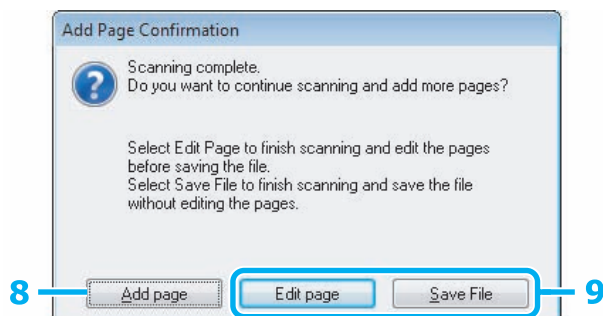 Add Page Confirmation
Scanning complete.
Do you want to continue scanning and add more pages?
Select Edit Page to finish scanning and edit the pages
before saving the file.
Select Save File to finish scanning and save the file
without editing the pages.
8 Add page Edit page Save File 9